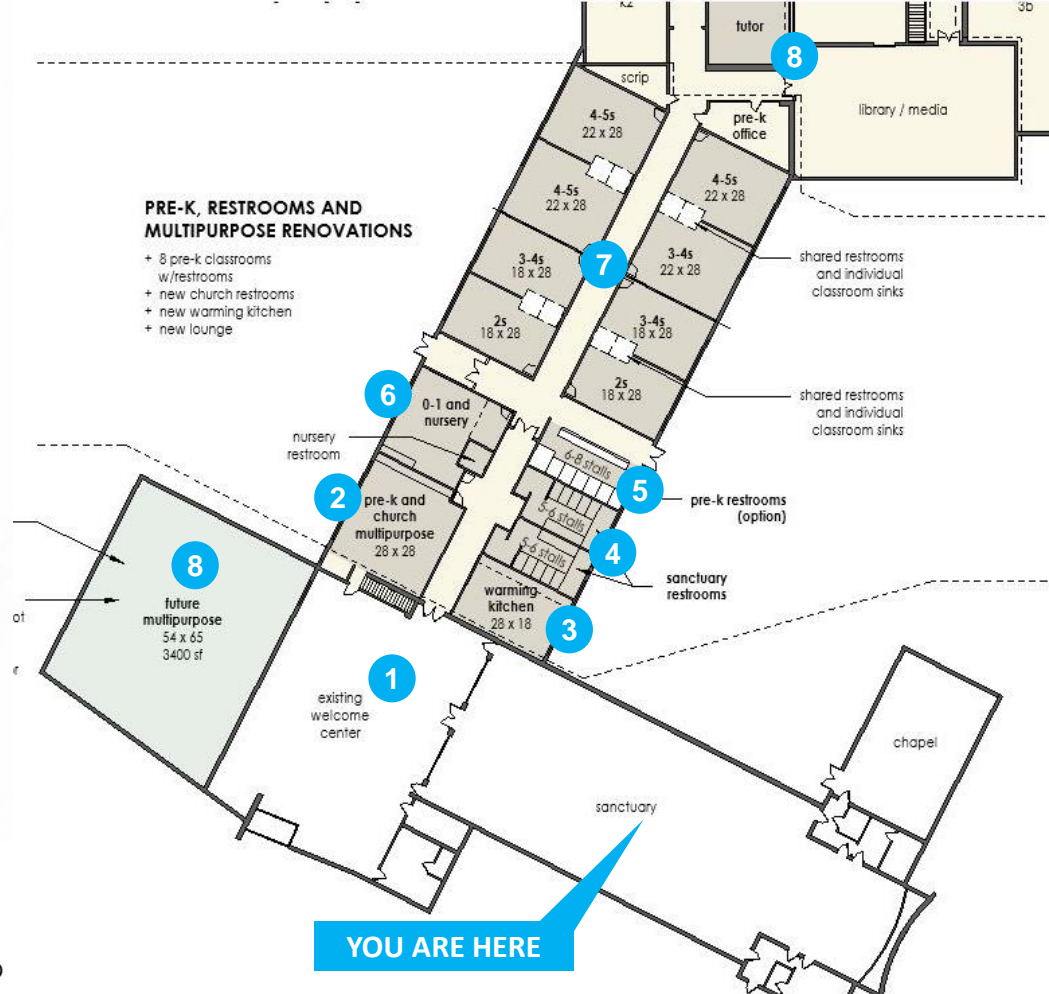 k2
tutor
3b
8
scrip
library / media
pre-k
office
4-5s
22 x 28
4-5s
22 x 28
4-5s
22 x 28
PRE-K, RESTROOMS AND
MULTIPURPOSE RENOVATIONS
+ 8 pre-k classrooms
w/restrooms
+ new church restrooms
+ new warming kitchen
+ new lounge
3-4s
18 x 28
7
3-4s
22 x 28
shared restrooms
and individual
classroom sinks
2s
18 x 28
3-4s
18 x 28
2s
18 x 28
shared restrooms
and individual
classroom sinks
6
0-1 and
nursery
nursery
restroom
6-8 stalls
5
pre-k restrooms
(option)
2
pre-k and
church
multipurpose
28 x 28
5-6 stalls
5-6 stalls
4
sanctuary
restrooms
8
future
multipurpose
54 x 65
3400 sf
warming
kitchen
28 x 18
3
ot
r
1
existing
welcome
center
chapel
sanctuary
YOU ARE HERE